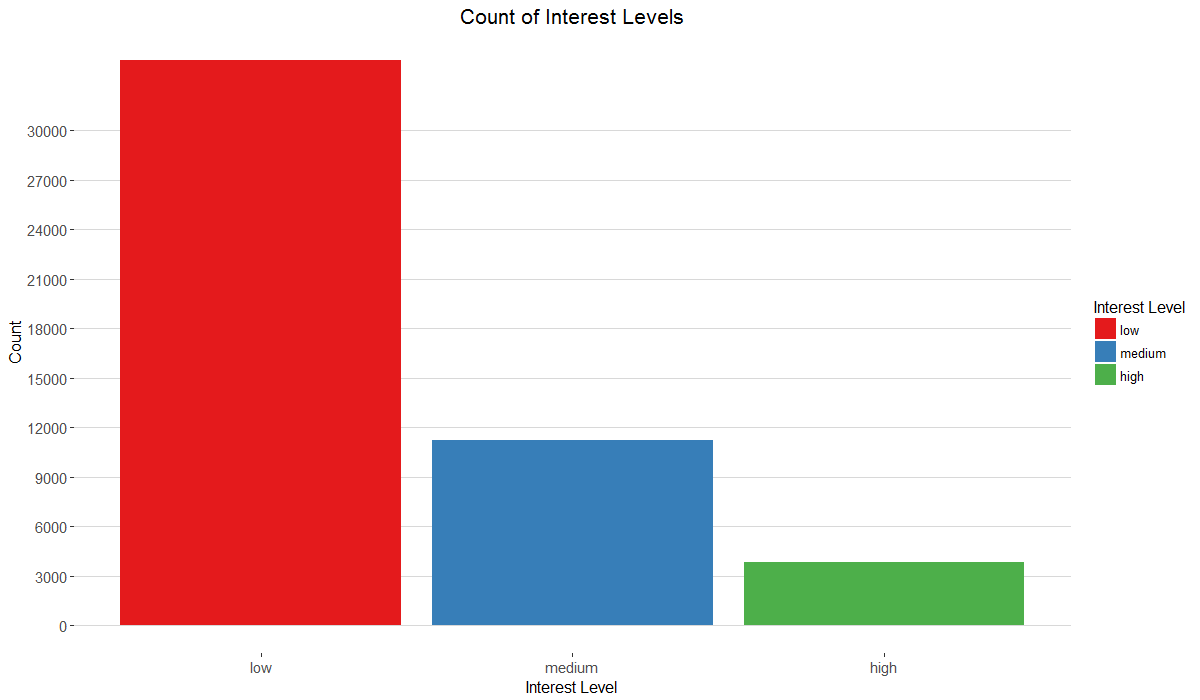 Count of Interest Levels
30000
27000
24000
21000
18000
15000
12000
9000
6000
3000
0
Count
low
medium
high
Interest Level
Interest Level
low
medium
high